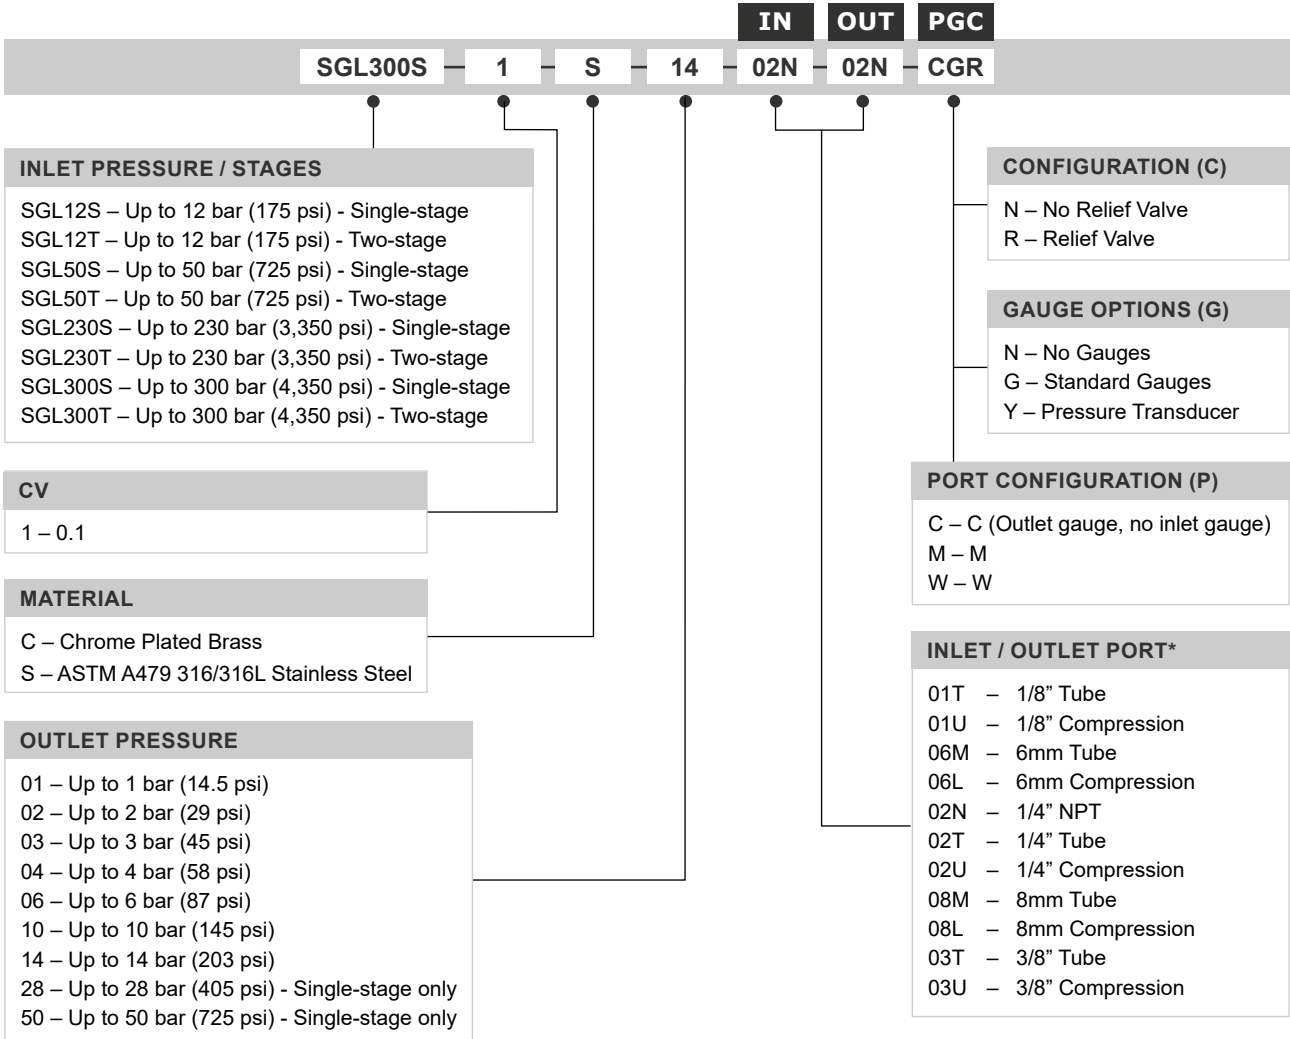 IN OUT PGC
SGL300S – 1 – S – 14 – 02N – 02N – CGR
INLET PRESSURE / STAGES
SGL12S – Up to 12 bar (175 psi) - Single-stage
SGL12T – Up to 12 bar (175 psi) - Two-stage
SGL50S – Up to 50 bar (725 psi) - Single-stage
SGL50T – Up to 50 bar (725 psi) - Two-stage
SGL230S – Up to 230 bar (3,350 psi) - Single-stage
SGL230T – Up to 230 bar (3,350 psi) - Two-stage
SGL300S – Up to 300 bar (4,350 psi) - Single-stage
SGL300T – Up to 300 bar (4,350 psi) - Two-stage
CV
1 – 0.1
MATERIAL
C – Chrome Plated Brass
S – ASTM A479 316/316L Stainless Steel
OUTLET PRESSURE
01 – Up to 1 bar (14.5 psi)
02 – Up to 2 bar (29 psi)
03 – Up to 3 bar (45 psi)
04 – Up to 4 bar (58 psi)
06 – Up to 6 bar (87 psi)
10 – Up to 10 bar (145 psi)
14 – Up to 14 bar (203 psi)
28 – Up to 28 bar (405 psi) - Single-stage only
50 – Up to 50 bar (725 psi) - Single-stage only
CONFIGURATION (C)
N – No Relief Valve
R – Relief Valve
GAUGE OPTIONS (G)
N – No Gauges
G – Standard Gauges
Y – Pressure Transducer
PORT CONFIGURATION (P)
C – C (Outlet gauge, no inlet gauge)
M – M
W – W
INLET / OUTLET PORT*
01T – 1/8” Tube
01U – 1/8” Compression
06M – 6mm Tube
06L – 6mm Compression
02N – 1/4” NPT
02T – 1/4” Tube
02U – 1/4” Compression
08M – 8mm Tube
08L – 8mm Compression
03T – 3/8” Tube
03U – 3/8” Compression